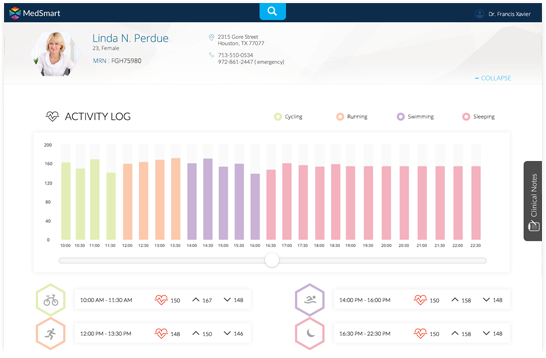 MedSmart
Dr. Francis Xavier
Linda N. Perdue
23, Female
MRN : FGH75980
2315 Gore Street
Houston, TX 77077
713-510-0534
972-861-2447 ( emergency)
COLLAPSE
ACTIVITY LOG
Cycling
Running
Swimming
Sleeping
200
160
120
80
40
0
10:00 10:30 11:00 11:30 12:00 12:30 13:00 13:30 14:00 14:30 15:00 15:30 16:00 16:30 17:00 17:30 18:00 18:30 19:00 19:30 20:00 20:30 21:00 21:30 22:00 22:30
Clinical Notes
10:00 AM - 11:30 AM 150 167 148
14:00 PM - 16:00 PM 150 158 148
12:00 PM - 13:30 PM 148 150 146
16:30 PM - 22:30 PM 150 158 148